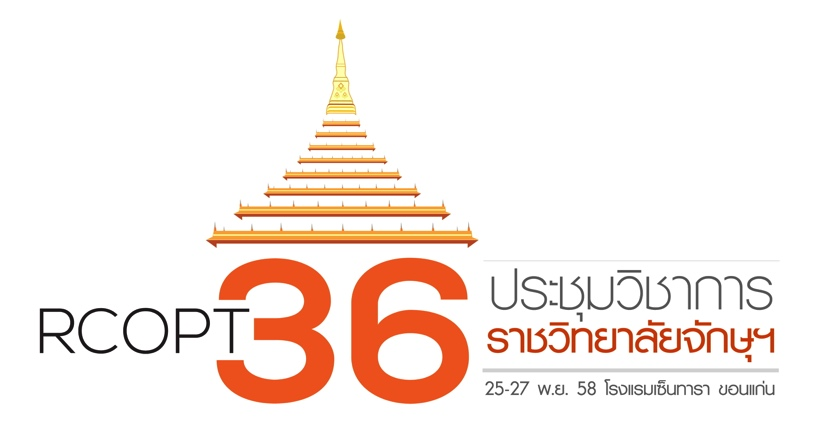 RCOPT 36
ประชุมวิชาการ
ราชวิทยาลัยจักษุฯ
25-27 พ.ย. 58 โรงแรมเซ็นทารา ขอนแก่น